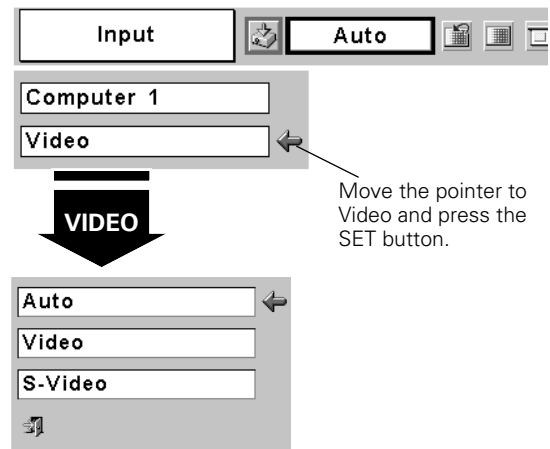 Input Auto
Computer 1
Video
Move the pointer to
Video and press the
SET button.
VIDEO
Auto
Video
S-Video